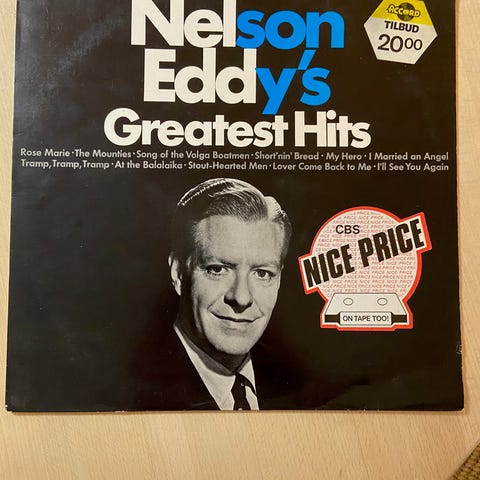 Nelson
Eddy's
Greatest Hits
RECORD
TILBUD
20.00
Rose Marie • The Mounties • Song of the Volga Boatmen • Short'nin' Bread • My Hero • I Married an Angel
Tramp, Tramp, Tramp • At the Balalaika • Stout-Hearted Men • Lover Come Back to Me • I'll See You Again
CBS
NICE PRICE
ON TAPE TOO!